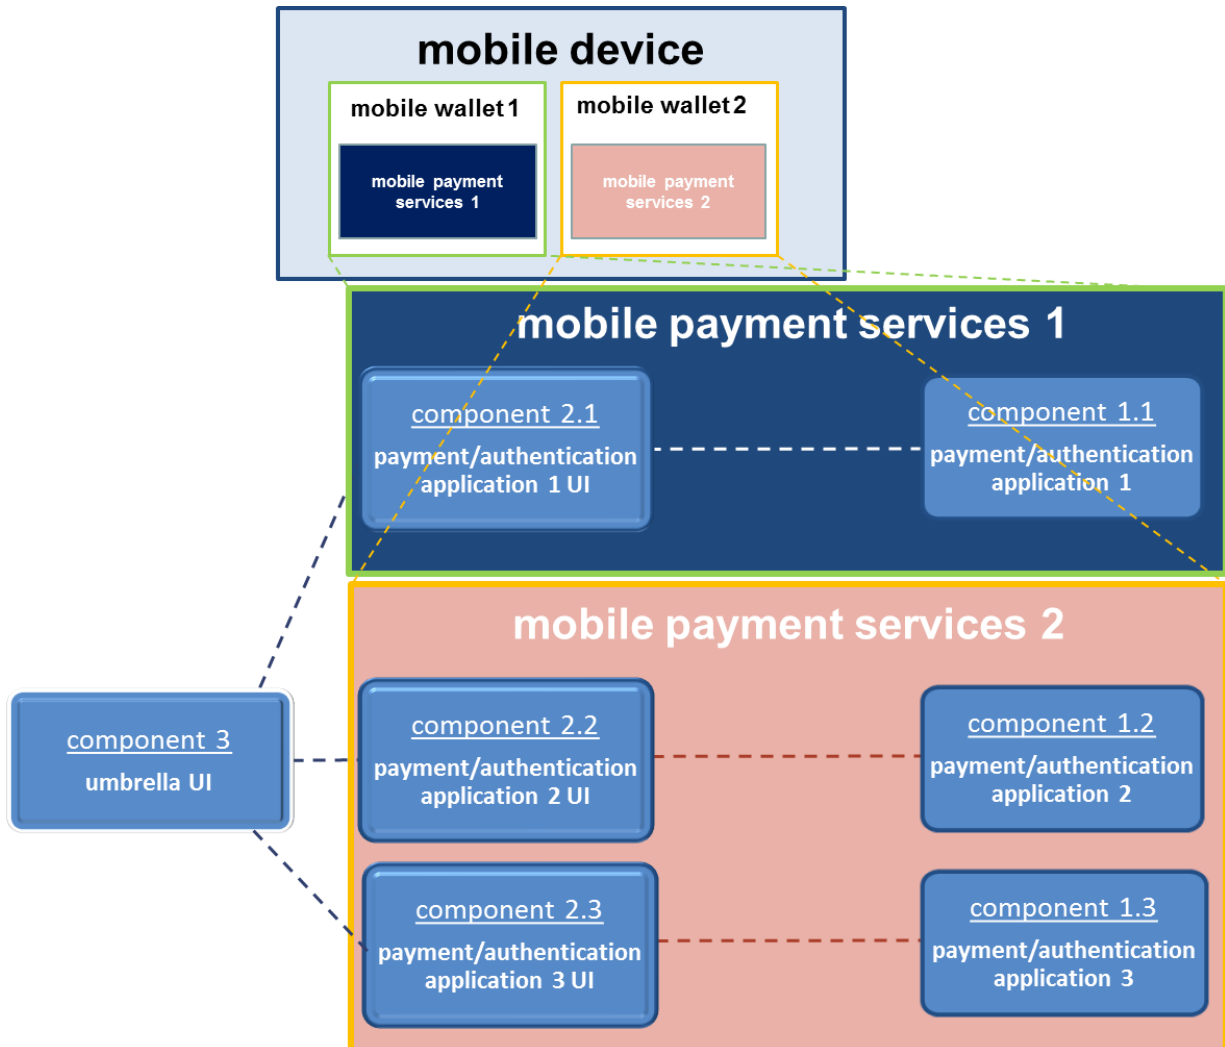 mobile device
mobile wallet 1
mobile wallet 2
mobile payment
services 1
mobile payment
services 2
mobile payment services 1
component 2.1
payment/authentication
application 1 UI
component 1.1
payment/authentication
application 1
mobile payment services 2
component 3
umbrella UI
component 2.2
payment/authentication
application 2 UI
component 1.2
payment/authentication
application 2
component 2.3
payment/authentication
application 3 UI
component 1.3
payment/authentication
application 3